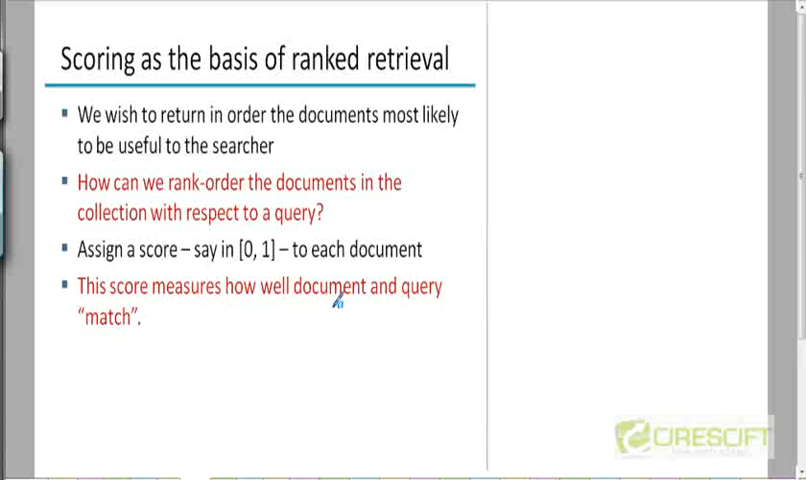 Scoring as the basis of ranked retrieval
We wish to return in order the documents most likely
to be useful to the searcher
How can we rank-order the documents in the
collection with respect to a query?
Assign a score – say in [0, 1] – to each document
This score measures how well document and query
“match”.